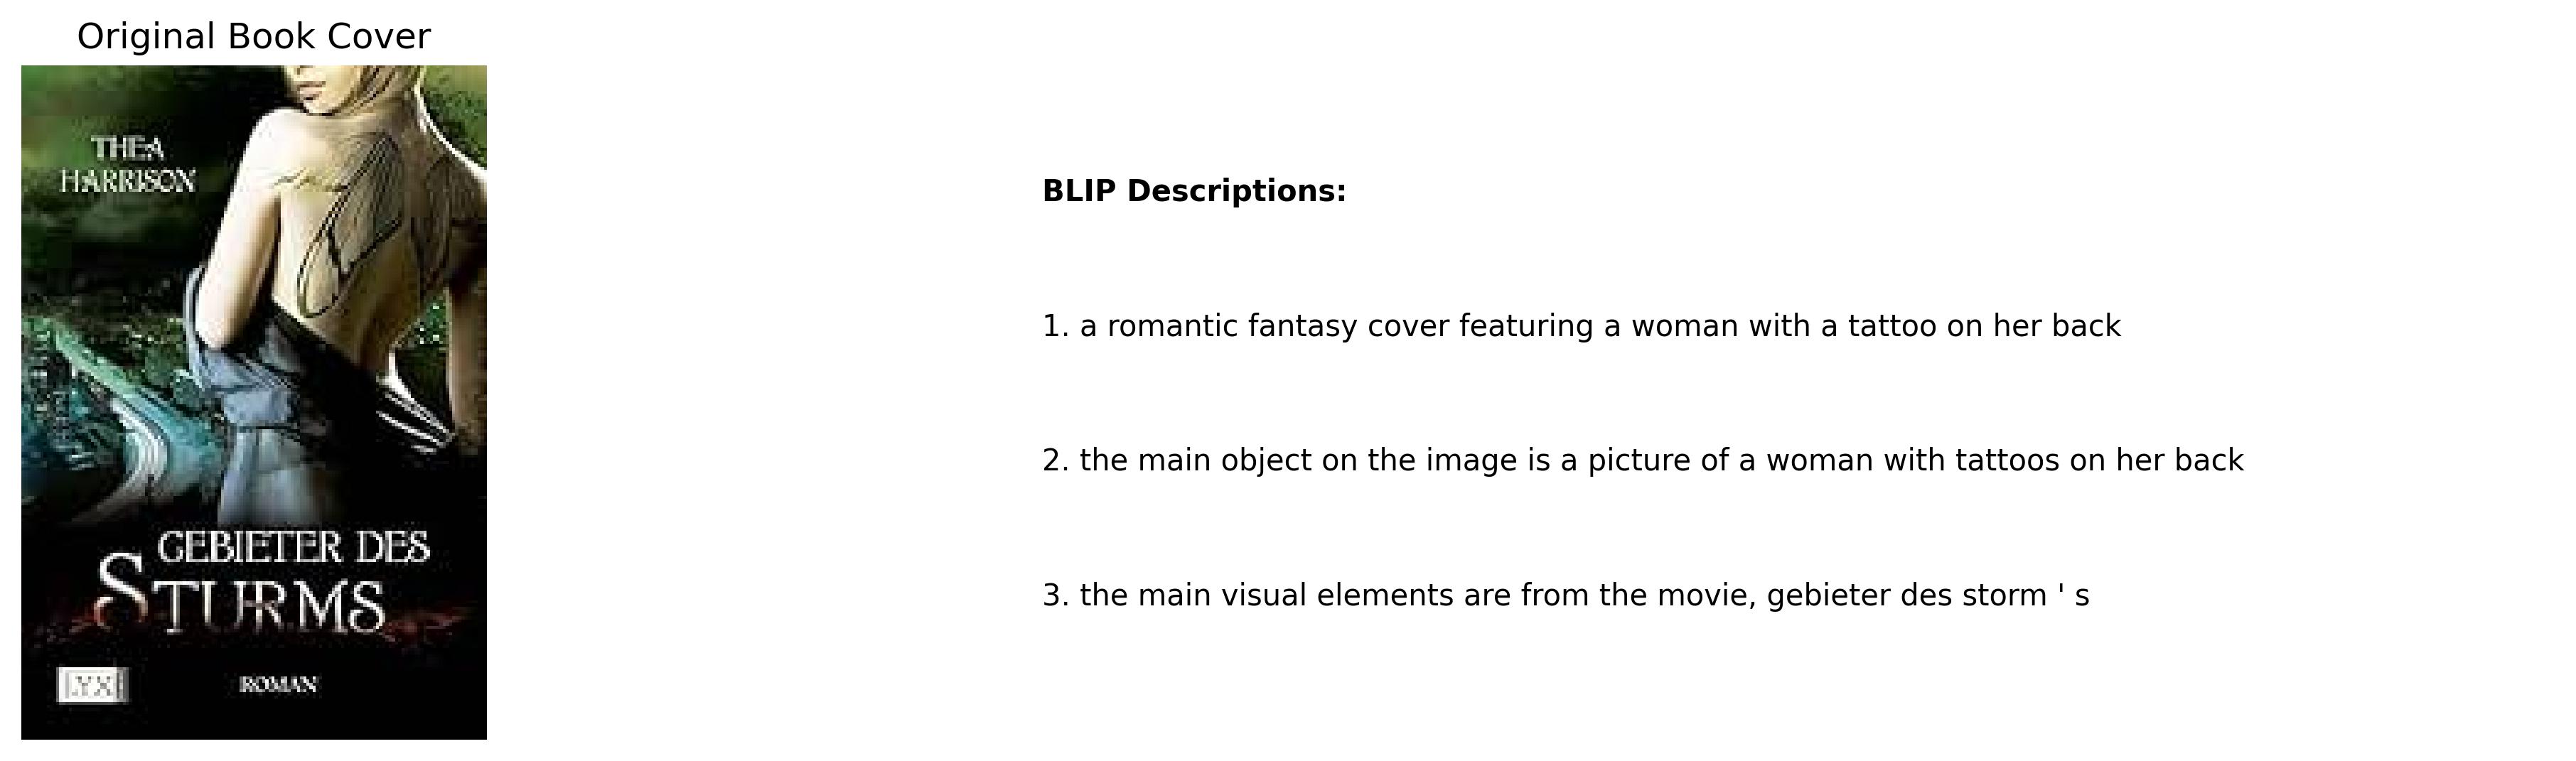 Original Book Cover
THEA
HARRISON
GEBIETER DES
STURMS
LYX
ROMAN
BLIP Descriptions:
1. a romantic fantasy cover featuring a woman with a tattoo on her back
2. the main object on the image is a picture of a woman with tattoos on her back
3. the main visual elements are from the movie, gebieter des storm ' s